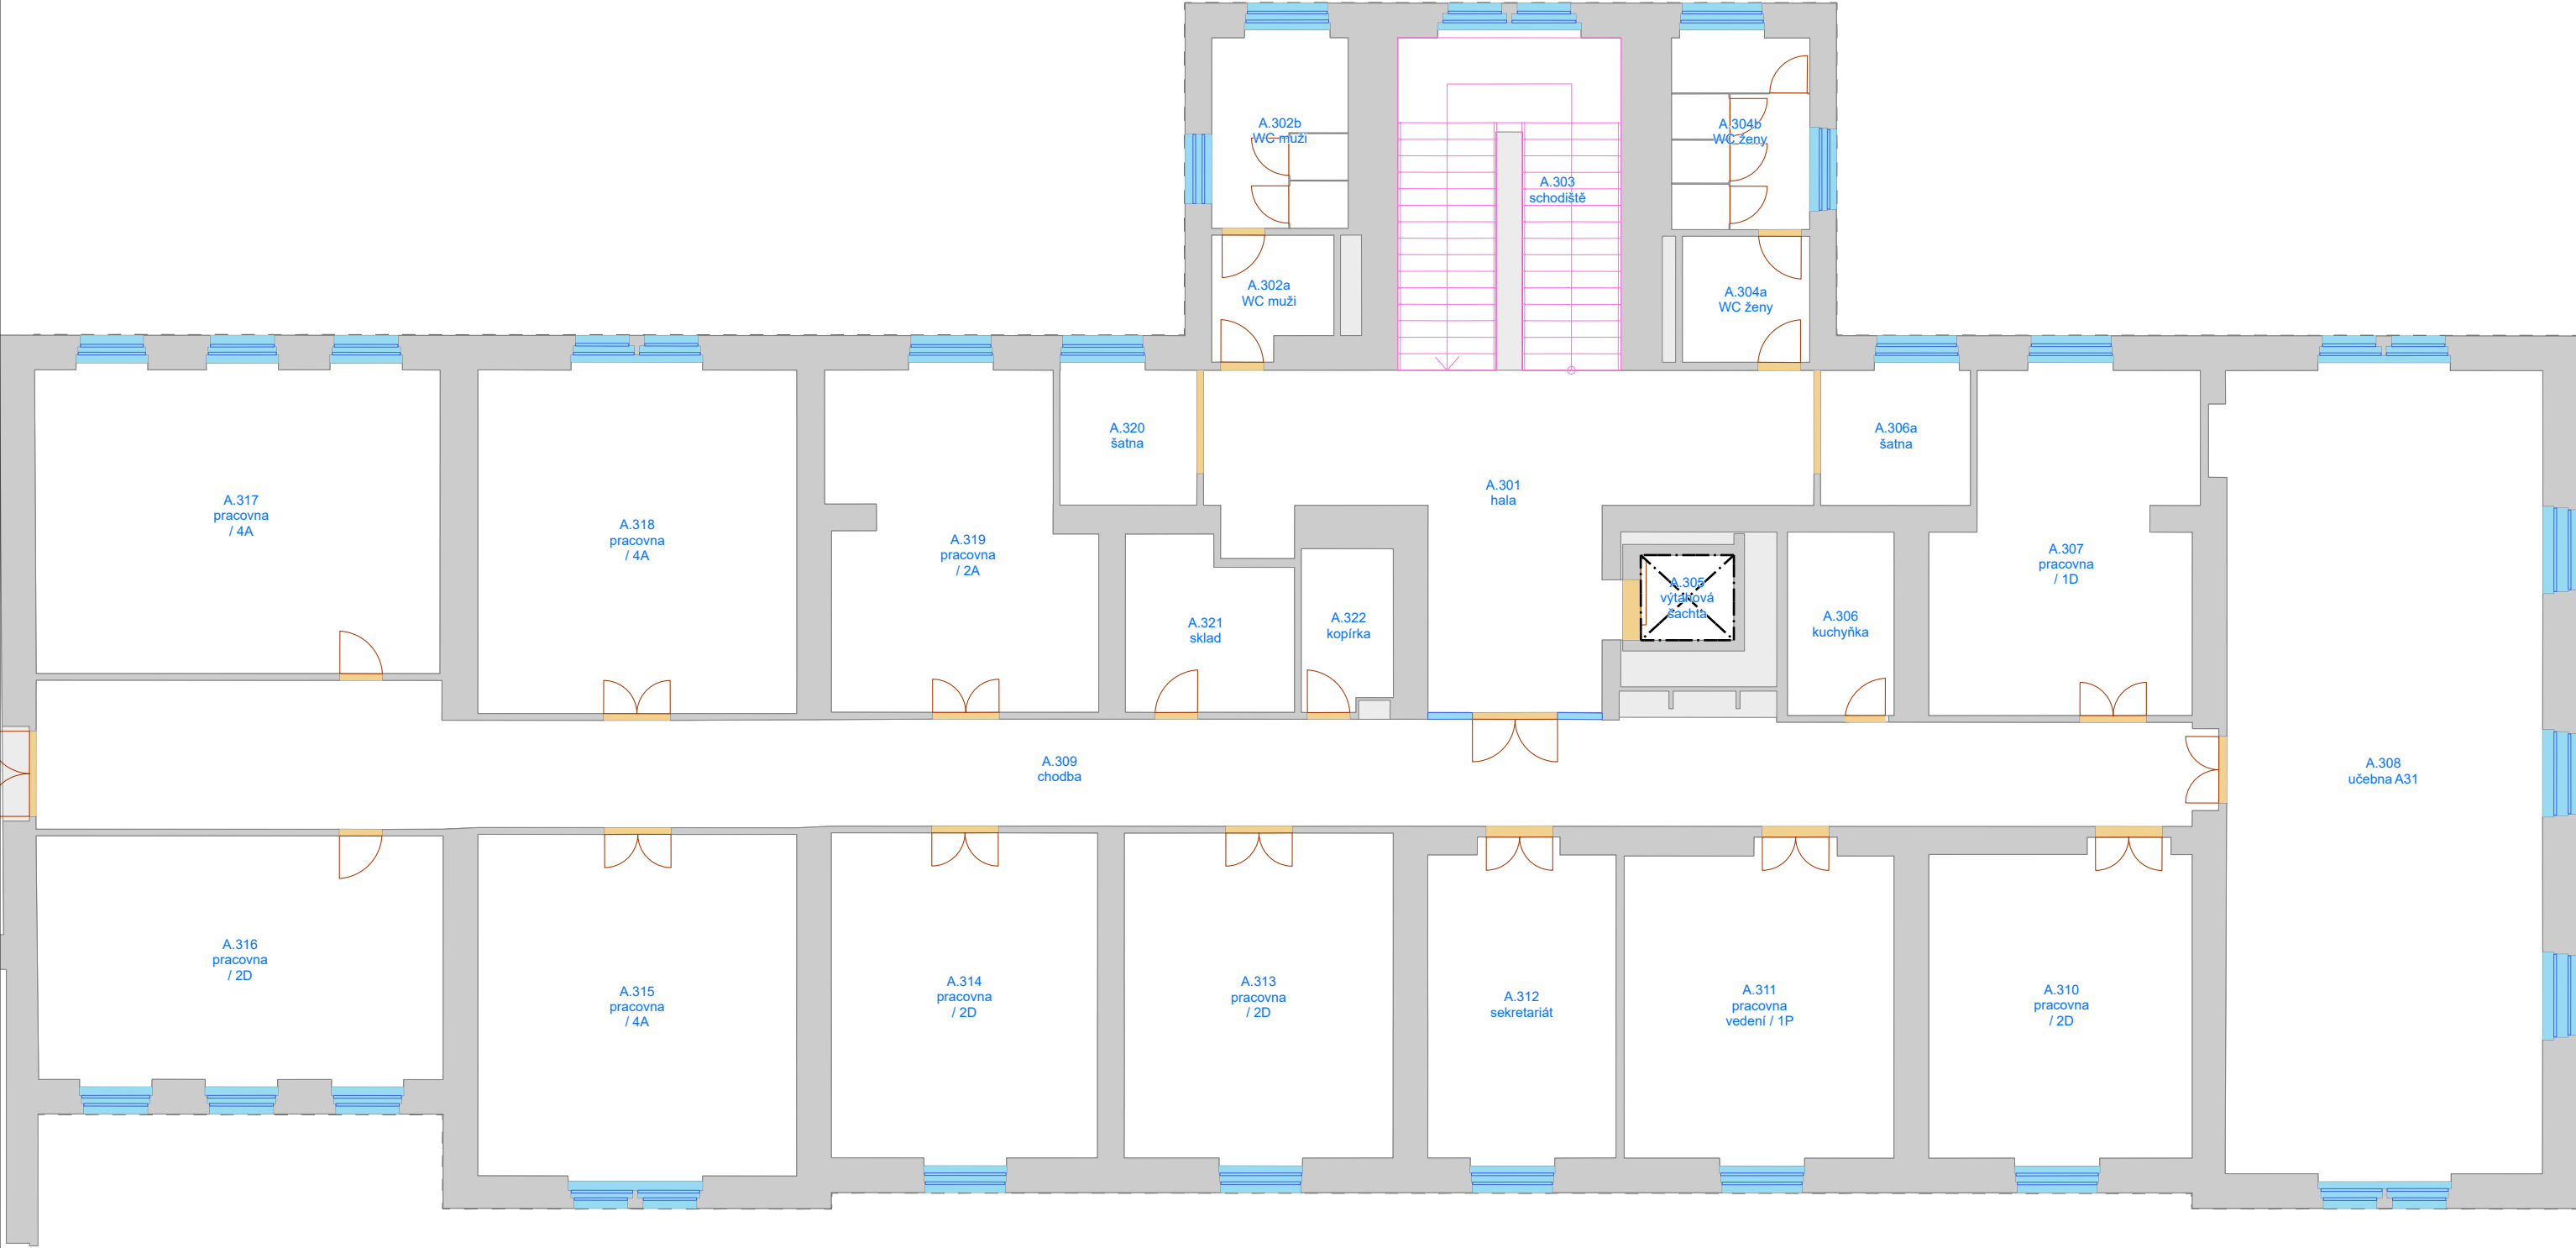 A.302b
WC muži
A.304b
WC ženy
A.303
schodiště
A.302a
WC muži
A.304a
WC ženy
A.317
pracovna
/ 4A
A.318
pracovna
/ 4A
A.319
pracovna
/ 2A
A.320
šatna
A.301
hala
A.306a
šatna
A.307
pracovna
/ 1D
A.321
sklad
A.322
kopírka
A.305
výtahová
šachta
A.306
kuchyňka
A.309
chodba
A.308
učebna A31
A.316
pracovna
/ 2D
A.315
pracovna
/ 4A
A.314
pracovna
/ 2D
A.313
pracovna
/ 2D
A.312
sekretariát
A.311
pracovna
vedení / 1P
A.310
pracovna
/ 2D